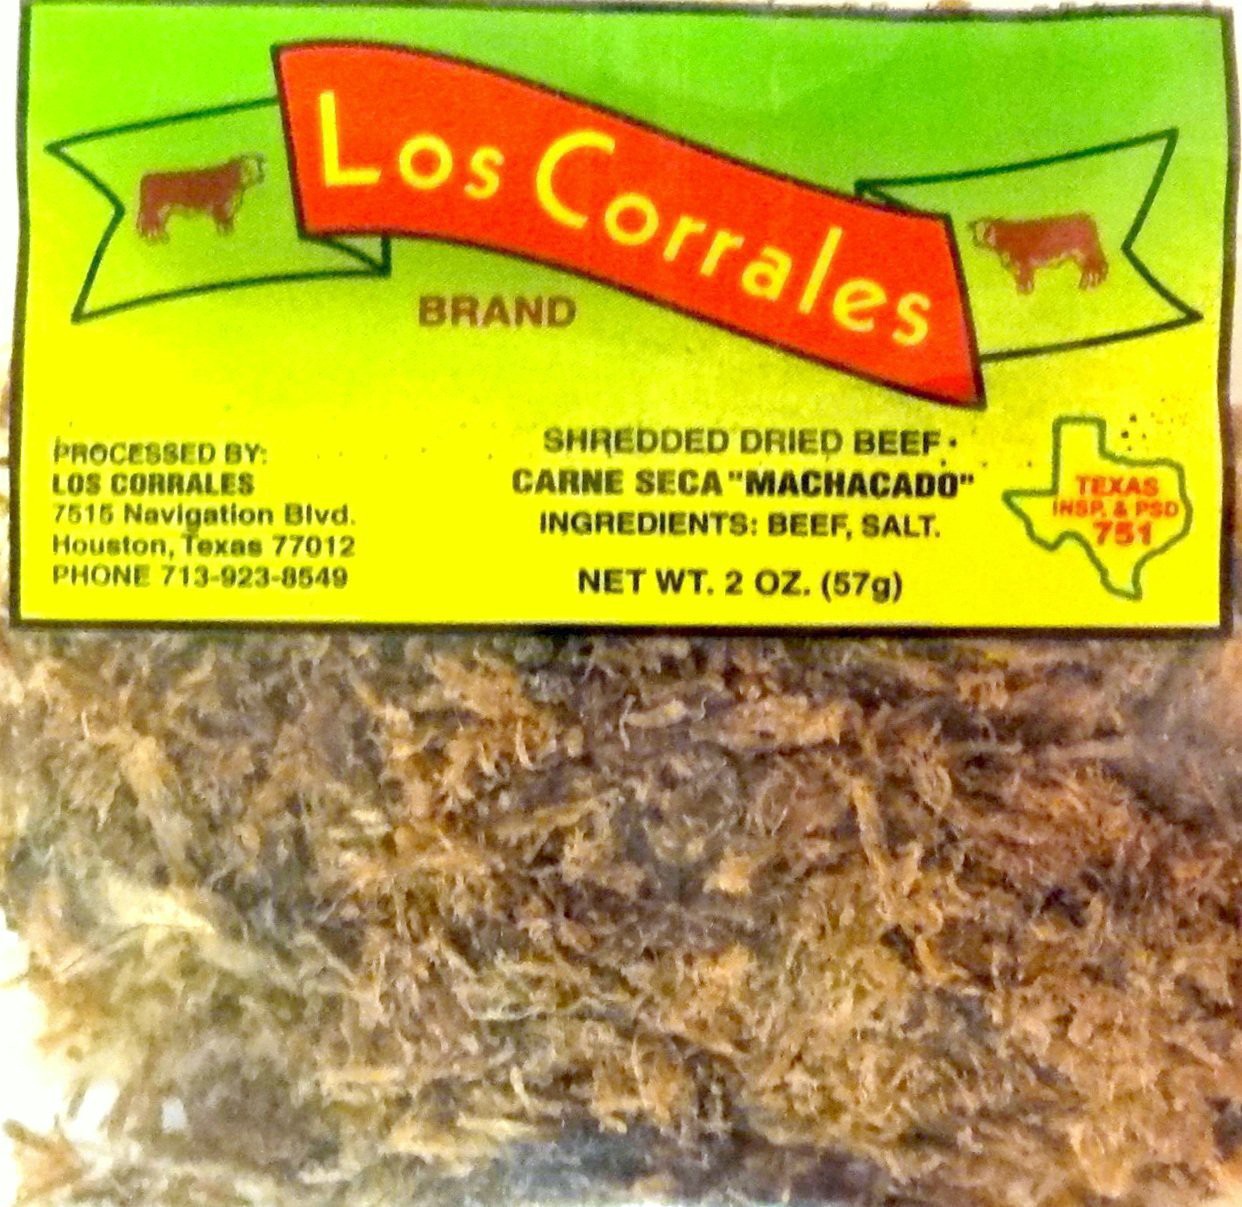 Los Corrales
BRAND
PROCESSED BY:
LOS CORRALES
7515 Navigation Blvd.
Houston, Texas 77012
PHONE 713-923-8549
SHREDDED DRIED BEEF
CARNE SECA "MACHACADO"
INGREDIENTS: BEEF, SALT.
NET WT. 2 OZ. (57g)
TEXAS
INSP. & PSD
751